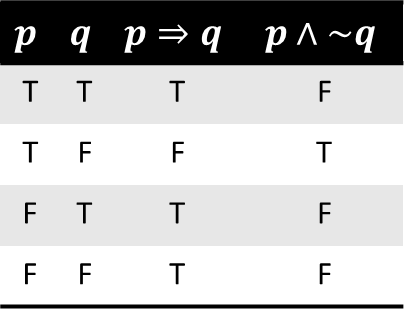 p q p ⇒ q p ∧ ~q
T T T F
T F F T
F T T F
F F T F